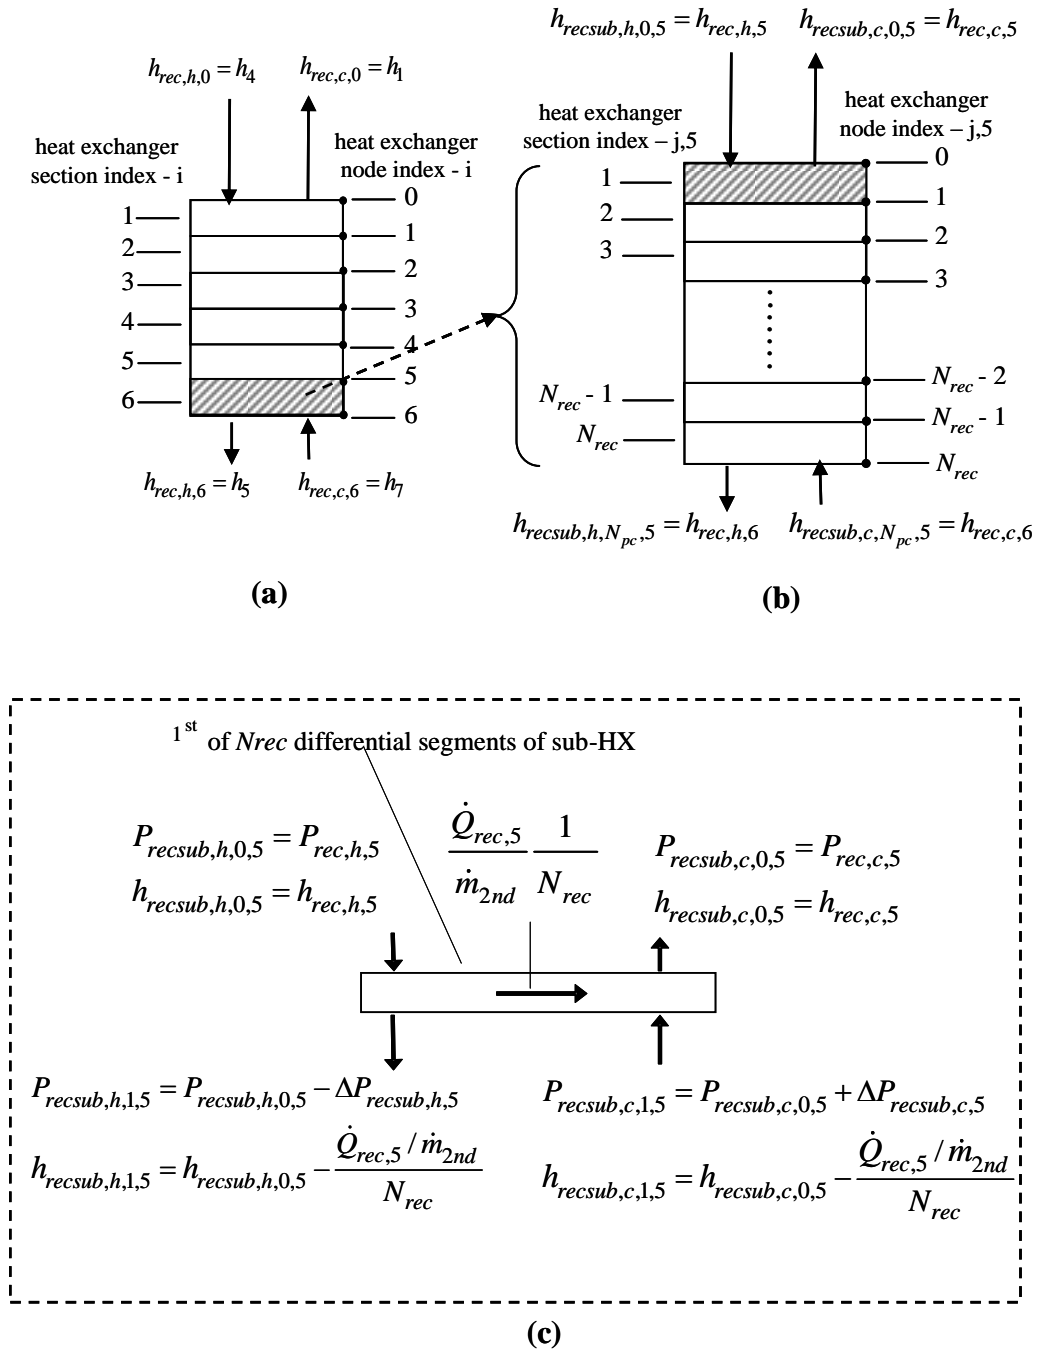 h_{rec,h,0} = h_4
h_{rec,c,0} = h_1
heat exchanger
section index - i
heat exchanger
node index - i
1
2
3
4
5
6
0
1
2
3
4
5
6
h_{rec,h,6} = h_5
h_{rec,c,6} = h_7
(a)
h_{recsub,h,0,5} = h_{rec,h,5}
h_{recsub,c,0,5} = h_{rec,c,5}
heat exchanger
section index – j,5
heat exchanger
node index – j,5
1
2
3
N_{rec} - 1
N_{rec}
0
1
2
3
N_{rec} - 2
N_{rec} - 1
N_{rec}
h_{recsub,h,N_{pc},5} = h_{rec,h,6}
h_{recsub,c,N_{pc},5} = h_{rec,c,6}
(b)
1^{st} of Nrec differential segments of sub-HX
P_{recsub,h,0,5} = P_{rec,h,5}
h_{recsub,h,0,5} = h_{rec,h,5}
\frac{\dot{Q}_{rec,5}}{\dot{m}_{2nd}} \frac{1}{N_{rec}}
P_{recsub,c,0,5} = P_{rec,c,5}
h_{recsub,c,0,5} = h_{rec,c,5}
P_{recsub,h,1,5} = P_{recsub,h,0,5} − ΔP_{recsub,h,5}
h_{recsub,h,1,5} = h_{recsub,h,0,5} − \frac{\dot{Q}_{rec,5} / \dot{m}_{2nd}}{N_{rec}}
P_{recsub,c,1,5} = P_{recsub,c,0,5} + ΔP_{recsub,c,5}
h_{recsub,c,1,5} = h_{recsub,c,0,5} − \frac{\dot{Q}_{rec,5} / \dot{m}_{2nd}}{N_{rec}}
(c)